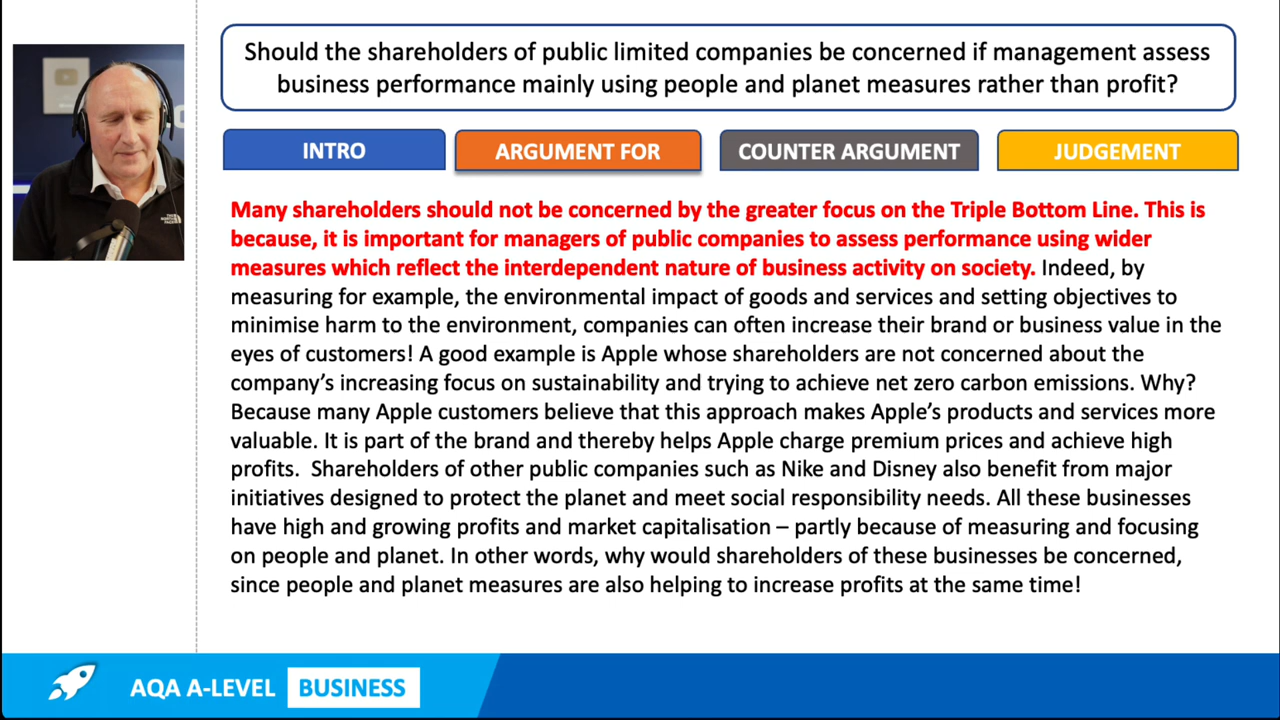 Should the shareholders of public limited companies be concerned if management assess
business performance mainly using people and planet measures rather than profit?
INTRO
ARGUMENT FOR
COUNTER ARGUMENT
JUDGEMENT
Many shareholders should not be concerned by the greater focus on the Triple Bottom Line. This is
because, it is important for managers of public companies to assess performance using wider
measures which reflect the interdependent nature of business activity on society. Indeed, by
measuring for example, the environmental impact of goods and services and setting objectives to
minimise harm to the environment, companies can often increase their brand or business value in the
eyes of customers! A good example is Apple whose shareholders are not concerned about the
company’s increasing focus on sustainability and trying to achieve net zero carbon emissions. Why?
Because many Apple customers believe that this approach makes Apple’s products and services more
valuable. It is part of the brand and thereby helps Apple charge premium prices and achieve high
profits. Shareholders of other public companies such as Nike and Disney also benefit from major
initiatives designed to protect the planet and meet social responsibility needs. All these businesses
have high and growing profits and market capitalisation – partly because of measuring and focusing
on people and planet. In other words, why would shareholders of these businesses be concerned,
since people and planet measures are also helping to increase profits at the same time!
AQA A-LEVEL BUSINESS